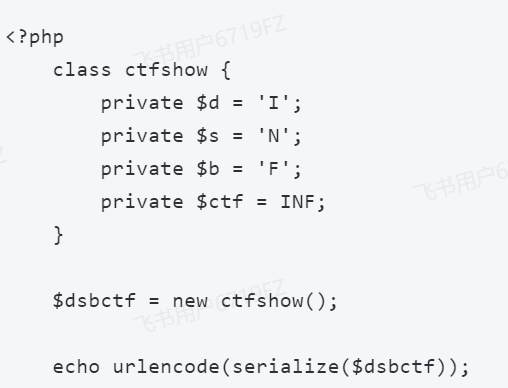 <?php
飞书用户6719FZ
class ctfshow {
private $d = 'I';
private $s = 'N';
private $b = 'F';
private $ctf = INF;
飞书用户6
}
$dsbctf = new ctfshow();
飞书用户6719FZ
echo urlencode(serialize($dsbctf));